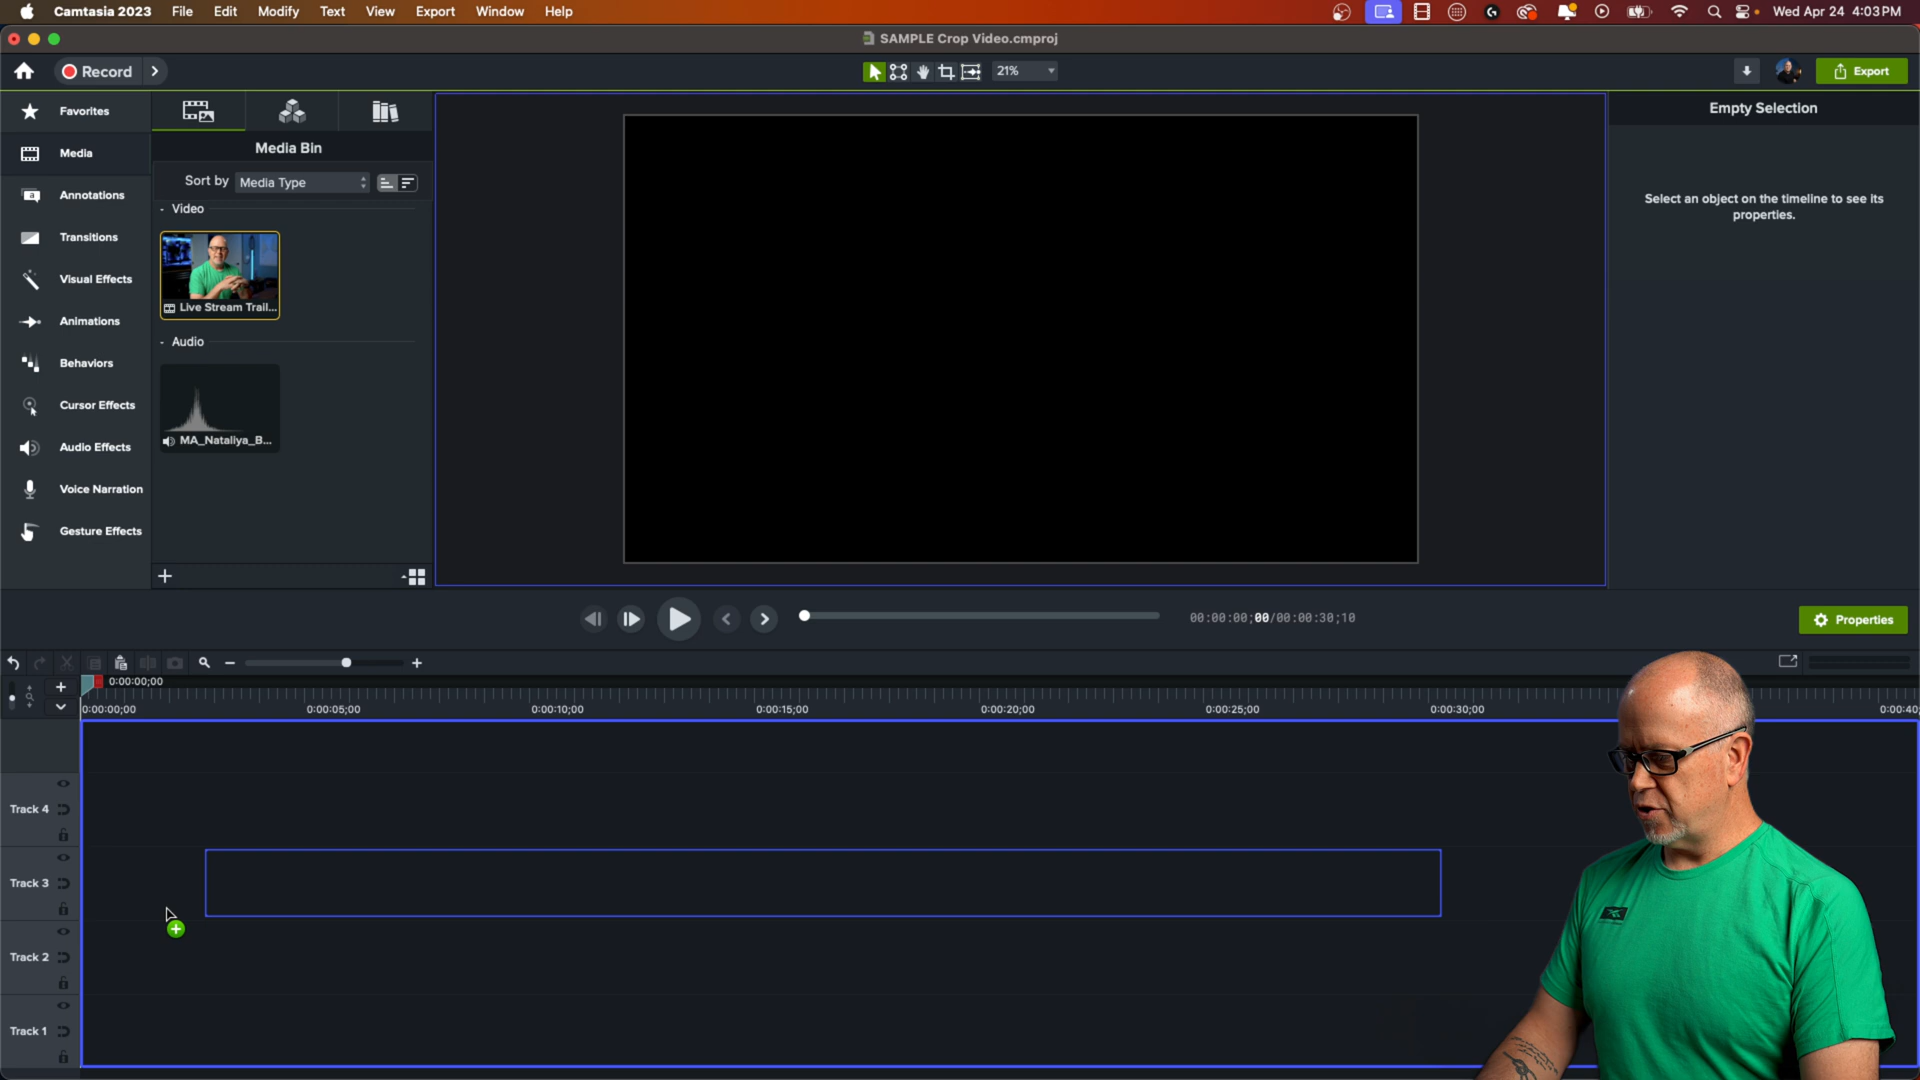 Camtasia 2023 File Edit Modify Text View Export Window Help
Wed Apr 24 4:03 PM
SAMPLE Crop Video.cmproj
Record
21%
Export
Favorites
Media
Annotations
Transitions
Visual Effects
Animations
Behaviors
Cursor Effects
Audio Effects
Voice Narration
Gesture Effects
Media Bin
Sort by Media Type
Video
Live Stream Trail...
Audio
MA_Nataliya_B...
Empty Selection
Select an object on the timeline to see its
properties.
00:00:00;00/00:00:30;10
Properties
0:00:00;00
0:00:00;00 0:00:05;00 0:00:10;00 0:00:15;00 0:00:20;00 0:00:25;00 0:00:30;00 0:00:40;
Track 4
Track 3
Track 2
Track 1